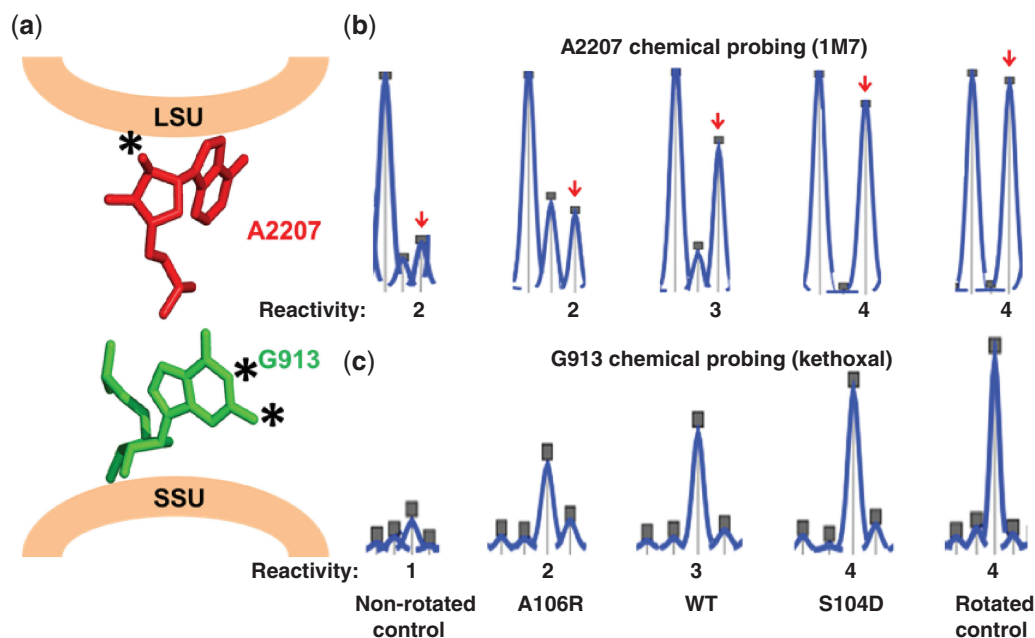 (a)
LSU
*
A2207
G913
*
*
SSU
(b)
A2207 chemical probing (1M7)
Reactivity: 2 2 3 4 4
(c)
G913 chemical probing (kethoxal)
Reactivity: 1 2 3 4 4
Non-rotated control A106R WT S104D Rotated control